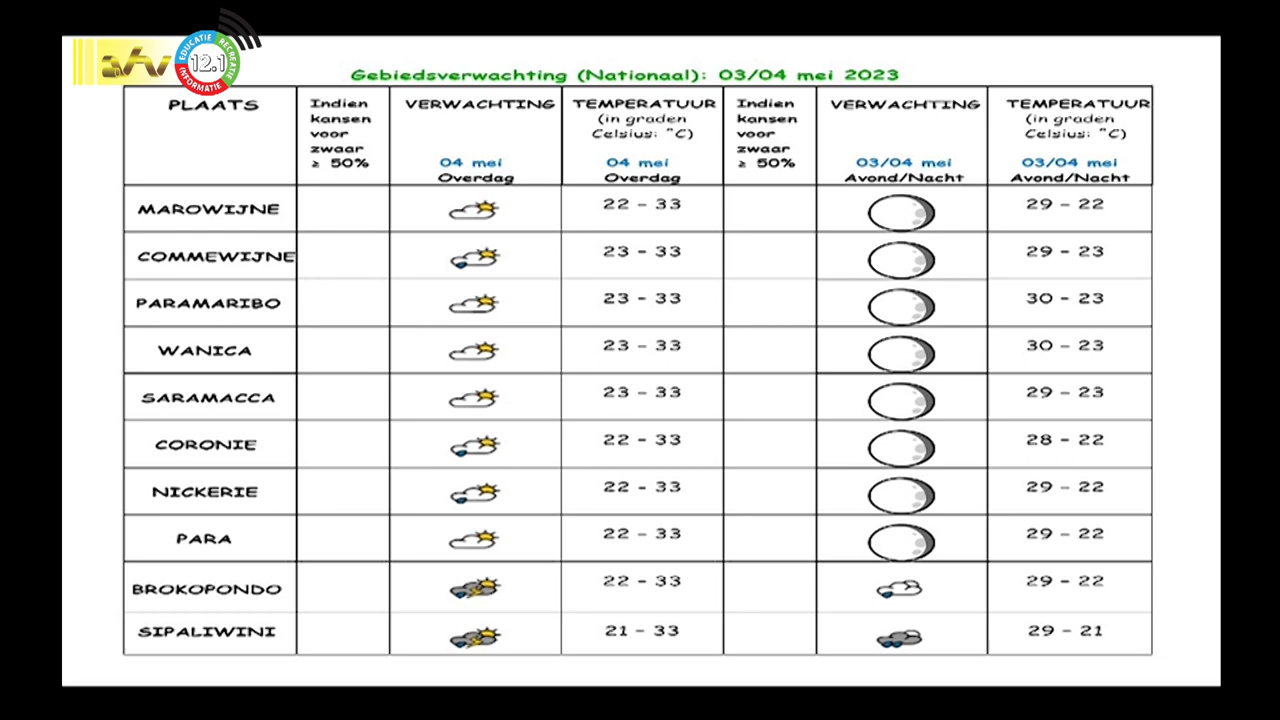 atv
EDUCATIE RECREATIE INFORMATIE
12.1
Gebiedsverwachting (Nationaal): 03/04 mei 2023
PLAATS
Indien
kansen
voor
zwaar
≥ 50%
VERWACHTING
04 mei
Overdag
TEMPERATUUR
(in graden
Celsius: °C)
04 mei
Overdag
Indien
kansen
voor
zwaar
≥ 50%
VERWACHTING
03/04 mei
Avond/Nacht
TEMPERATUUR
(in graden
Celsius: °C)
03/04 mei
Avond/Nacht
MAROWIJNE 22 - 33 29 - 22
COMMEWIJNE 23 - 33 29 - 23
PARAMARIBO 23 - 33 30 - 23
WANICA 23 - 33 30 - 23
SARAMACCA 23 - 33 29 - 23
CORONIE 22 - 33 28 - 22
NICKERIE 22 - 33 29 - 22
PARA 22 - 33 29 - 22
BROKOPONDO 22 - 33 29 - 22
SIPALIWINI 21 - 33 29 - 21